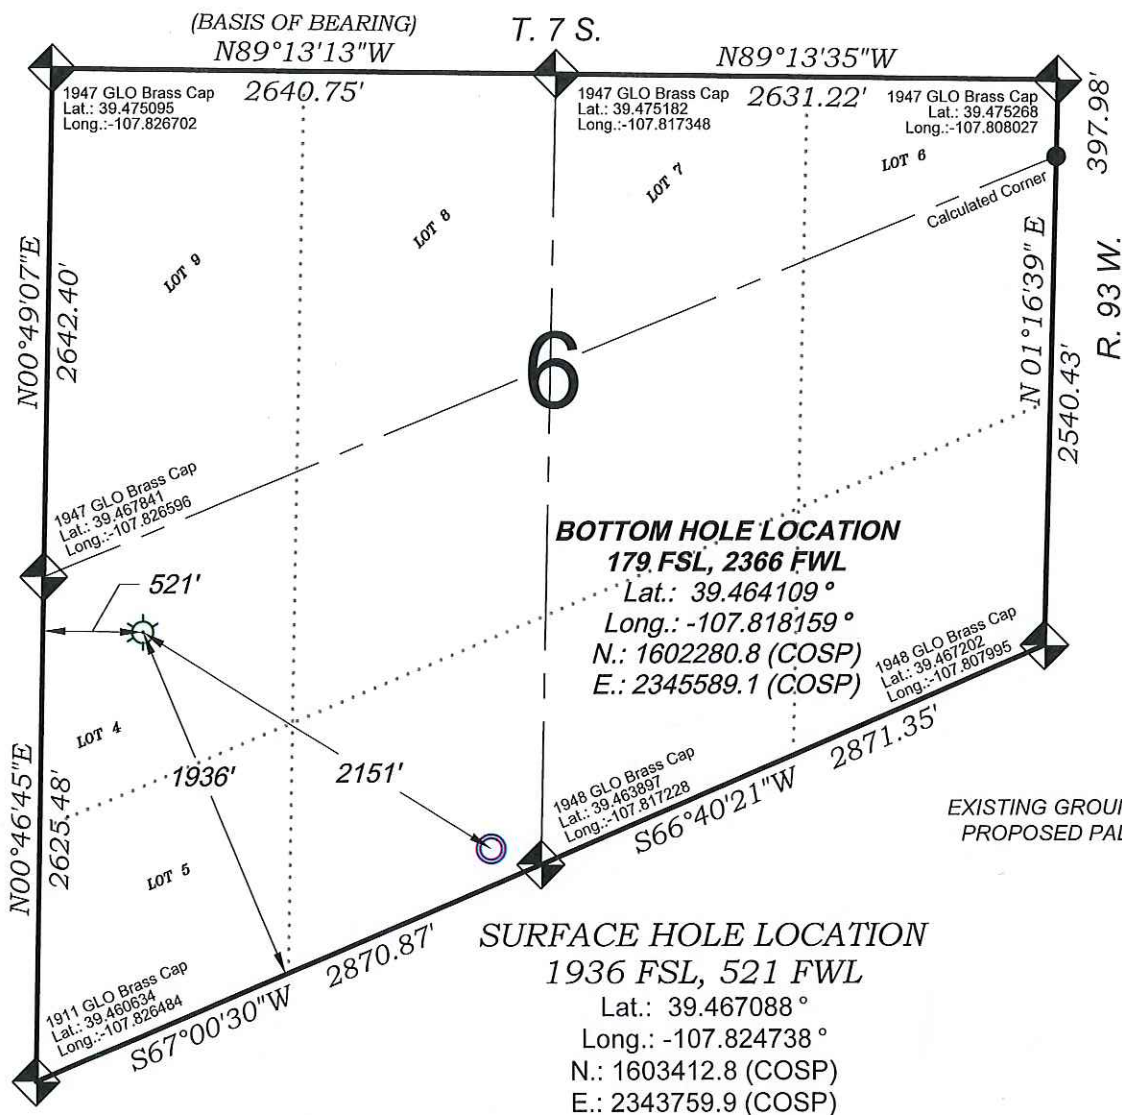 (BASIS OF BEARING)
T. 7 S.
N89°13'13"W
N89°13'35"W
1947 GLO Brass Cap
Lat.: 39.475095
Long.:-107.826702
2640.75'
1947 GLO Brass Cap
Lat.: 39.475182
Long.:-107.817348
2631.22'
1947 GLO Brass Cap
Lat.: 39.475268
Long.:-107.808027
397.98'
LOT 6
LOT 7
LOT 8
LOT 9
Calculated Corner
N00°49'07"E
2642.40'
N 01°16'39" E
2540.43'
R. 93 W.
6
1947 GLO Brass Cap
Lat.: 39.467841
Long.:-107.826596
521'
BOTTOM HOLE LOCATION
179 FSL, 2366 FWL
Lat.: 39.464109 °
Long.: -107.818159 °
N.: 1602280.8 (COSP)
E.: 2345589.1 (COSP)
1948 GLO Brass Cap
Lat.: 39.467202
Long.:-107.807995
LOT 4
1936'
2151'
1948 GLO Brass Cap
Lat.: 39.463897
Long.:-107.817228
S66°40'21"W
2871.35'
N00°46'45"E
2625.48'
LOT 5
EXISTING GROUN
PROPOSED PA
1911 GLO Brass Cap
Lat.: 39.460634
Long.:-107.826484
S67°00'30"W
2870.87'
SURFACE HOLE LOCATION
1936 FSL, 521 FWL
Lat.: 39.467088 °
Long.: -107.824738 °
N.: 1603412.8 (COSP)
E.: 2343759.9 (COSP)